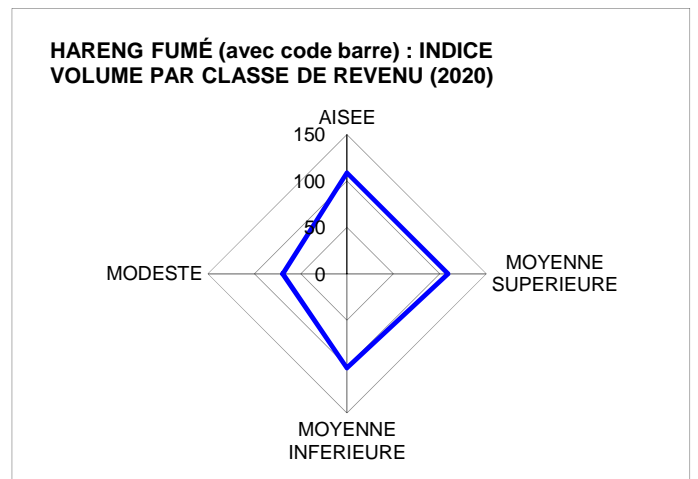 HARENG FUMÉ (avec code barre) : INDICE
VOLUME PAR CLASSE DE REVENU (2020)
AISEE
150
100
50
0
MODESTE
MOYENNE
SUPERIEURE
MOYENNE
INFERIEURE